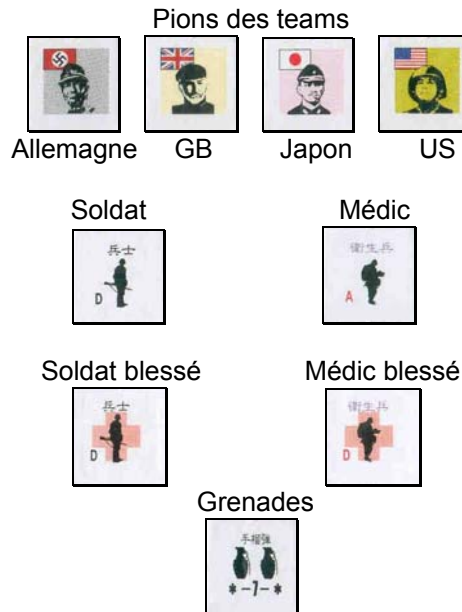 Pions des teams
Allemagne GB Japon US
Soldat Médic
兵士 衛生兵
D A
Soldat blessé Médic blessé
兵士 衛生兵
D D
Grenades
手榴弾
*-7-*